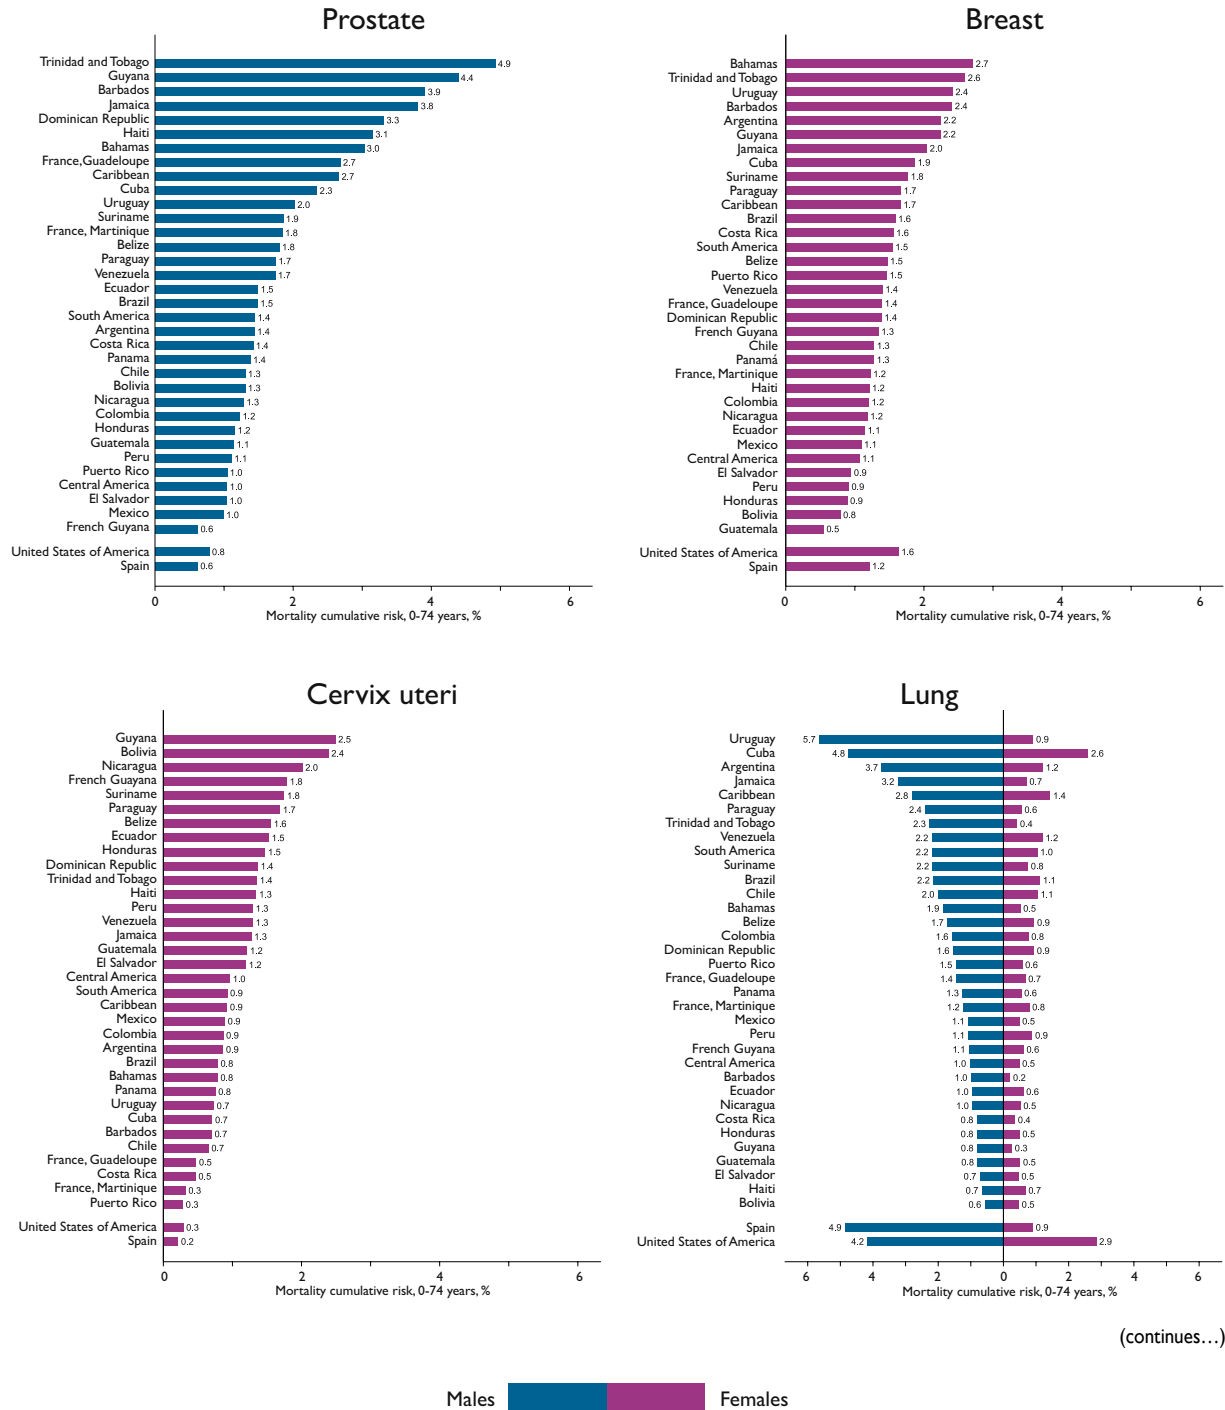 Prostate
Trinidad and Tobago 4.9
Guyana 4.4
Barbados 3.9
Jamaica 3.8
Dominican Republic 3.3
Haiti 3.1
Bahamas 3.0
France,Guadeloupe 2.7
Caribbean 2.7
Cuba 2.3
Uruguay 2.0
Suriname 1.9
France, Martinique 1.8
Belize 1.8
Paraguay 1.7
Venezuela 1.7
Ecuador 1.5
Brazil 1.5
South America 1.4
Argentina 1.4
Costa Rica 1.4
Panama 1.4
Chile 1.3
Bolivia 1.3
Nicaragua 1.3
Colombia 1.2
Honduras 1.2
Guatemala 1.1
Peru 1.1
Puerto Rico 1.0
Central America 1.0
El Salvador 1.0
Mexico 1.0
French Guyana 0.6
United States of America 0.8
Spain 0.6
0 2 4 6
Mortality cumulative risk, 0-74 years, %
Breast
Bahamas 2.7
Trinidad and Tobago 2.6
Uruguay 2.4
Barbados 2.4
Argentina 2.2
Guyana 2.2
Jamaica 2.0
Cuba 1.9
Suriname 1.8
Paraguay 1.7
Caribbean 1.7
Brazil 1.6
Costa Rica 1.6
South America 1.5
Belize 1.5
Puerto Rico 1.5
Venezuela 1.4
France, Guadeloupe 1.4
Dominican Republic 1.4
French Guyana 1.3
Chile 1.3
Panamá 1.3
France, Martinique 1.2
Haiti 1.2
Colombia 1.2
Nicaragua 1.2
Ecuador 1.1
Mexico 1.1
Central America 1.1
El Salvador 0.9
Peru 0.9
Honduras 0.9
Bolivia 0.8
Guatemala 0.5
United States of America 1.6
Spain 1.2
0 2 4 6
Mortality cumulative risk, 0-74 years, %
Cervix uteri
Guyana 2.5
Bolivia 2.4
Nicaragua 2.0
French Guayana 1.8
Suriname 1.8
Paraguay 1.7
Belize 1.6
Ecuador 1.5
Honduras 1.5
Dominican Republic 1.4
Trinidad and Tobago 1.4
Haiti 1.3
Peru 1.3
Venezuela 1.3
Jamaica 1.3
Guatemala 1.2
El Salvador 1.2
Central America 1.0
South America 0.9
Caribbean 0.9
Mexico 0.9
Colombia 0.9
Argentina 0.9
Brazil 0.8
Bahamas 0.8
Panama 0.8
Uruguay 0.7
Cuba 0.7
Barbados 0.7
Chile 0.7
France, Guadeloupe 0.5
Costa Rica 0.5
France, Martinique 0.3
Puerto Rico 0.3
United States of America 0.3
Spain 0.2
0 2 4 6
Mortality cumulative risk, 0-74 years, %
Lung
Uruguay 5.7 0.9
Cuba 4.8 2.6
Argentina 3.7 1.2
Jamaica 3.2 0.7
Caribbean 2.8 1.4
Paraguay 2.4 0.6
Trinidad and Tobago 2.3 0.4
Venezuela 2.2 1.2
South America 2.2 1.0
Suriname 2.2 0.8
Brazil 2.2 1.1
Chile 2.0 1.1
Bahamas 1.9 0.5
Belize 1.7 0.9
Colombia 1.6 0.8
Dominican Republic 1.6 0.9
Puerto Rico 1.5 0.6
France, Guadeloupe 1.4 0.7
Panama 1.3 0.6
France, Martinique 1.2 0.8
Mexico 1.1 0.5
Peru 1.1 0.9
French Guyana 1.1 0.6
Central America 1.0 0.5
Barbados 1.0 0.2
Ecuador 1.0 0.6
Nicaragua 1.0 0.5
Costa Rica 0.8 0.4
Honduras 0.8 0.5
Guyana 0.8 0.3
Guatemala 0.8 0.5
El Salvador 0.7 0.5
Haiti 0.7 0.7
Bolivia 0.6 0.5
Spain 4.9 0.9
United States of America 4.2 2.9
6 4 2 0 2 4 6
Mortality cumulative risk, 0-74 years, %
(continues…)
Males Females